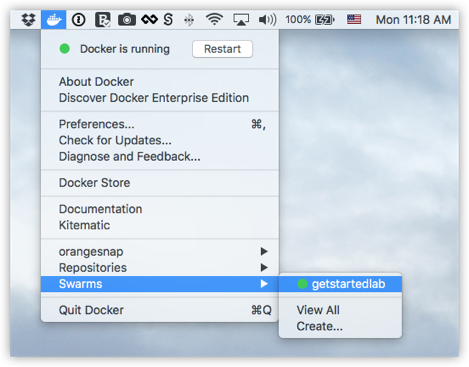 100% Mon 11:18 AM
Docker is running Restart
About Docker
Discover Docker Enterprise Edition
Preferences... ⌘,
Check for Updates...
Diagnose and Feedback...
Docker Store
Documentation
Kitematic
orangesnap
Repositories
Swarms getstartedlab
View All
Quit Docker ⌘Q
Create...